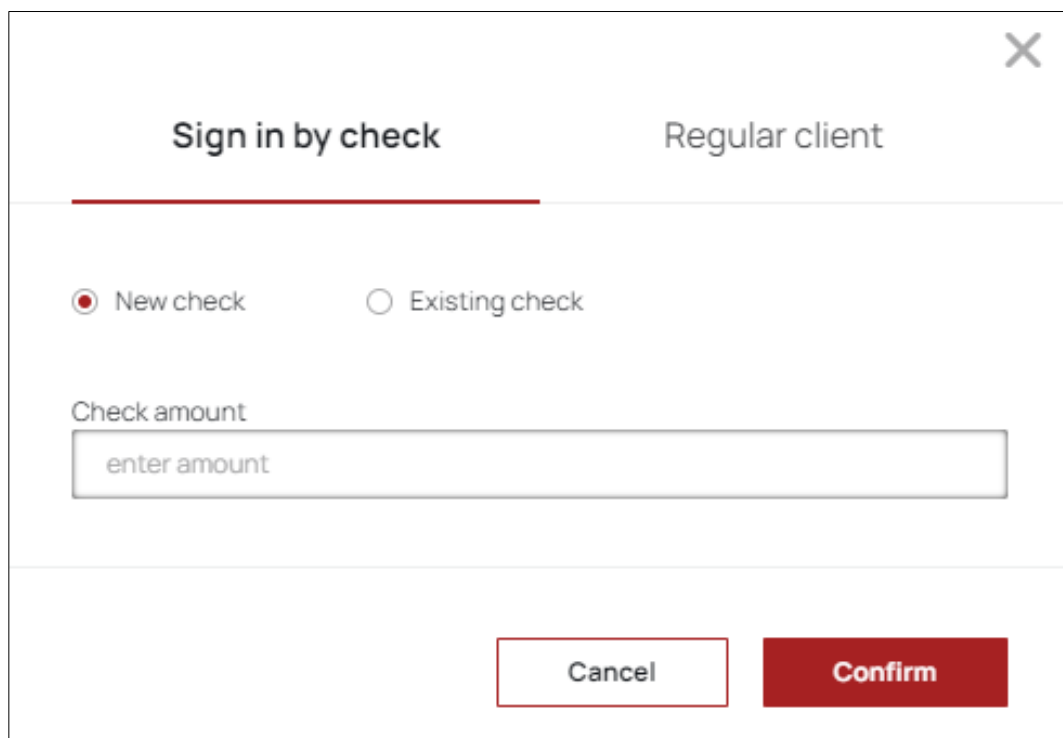 Sign in by check
Regular client
New check
Existing check
Check amount
enter amount
Cancel
Confirm